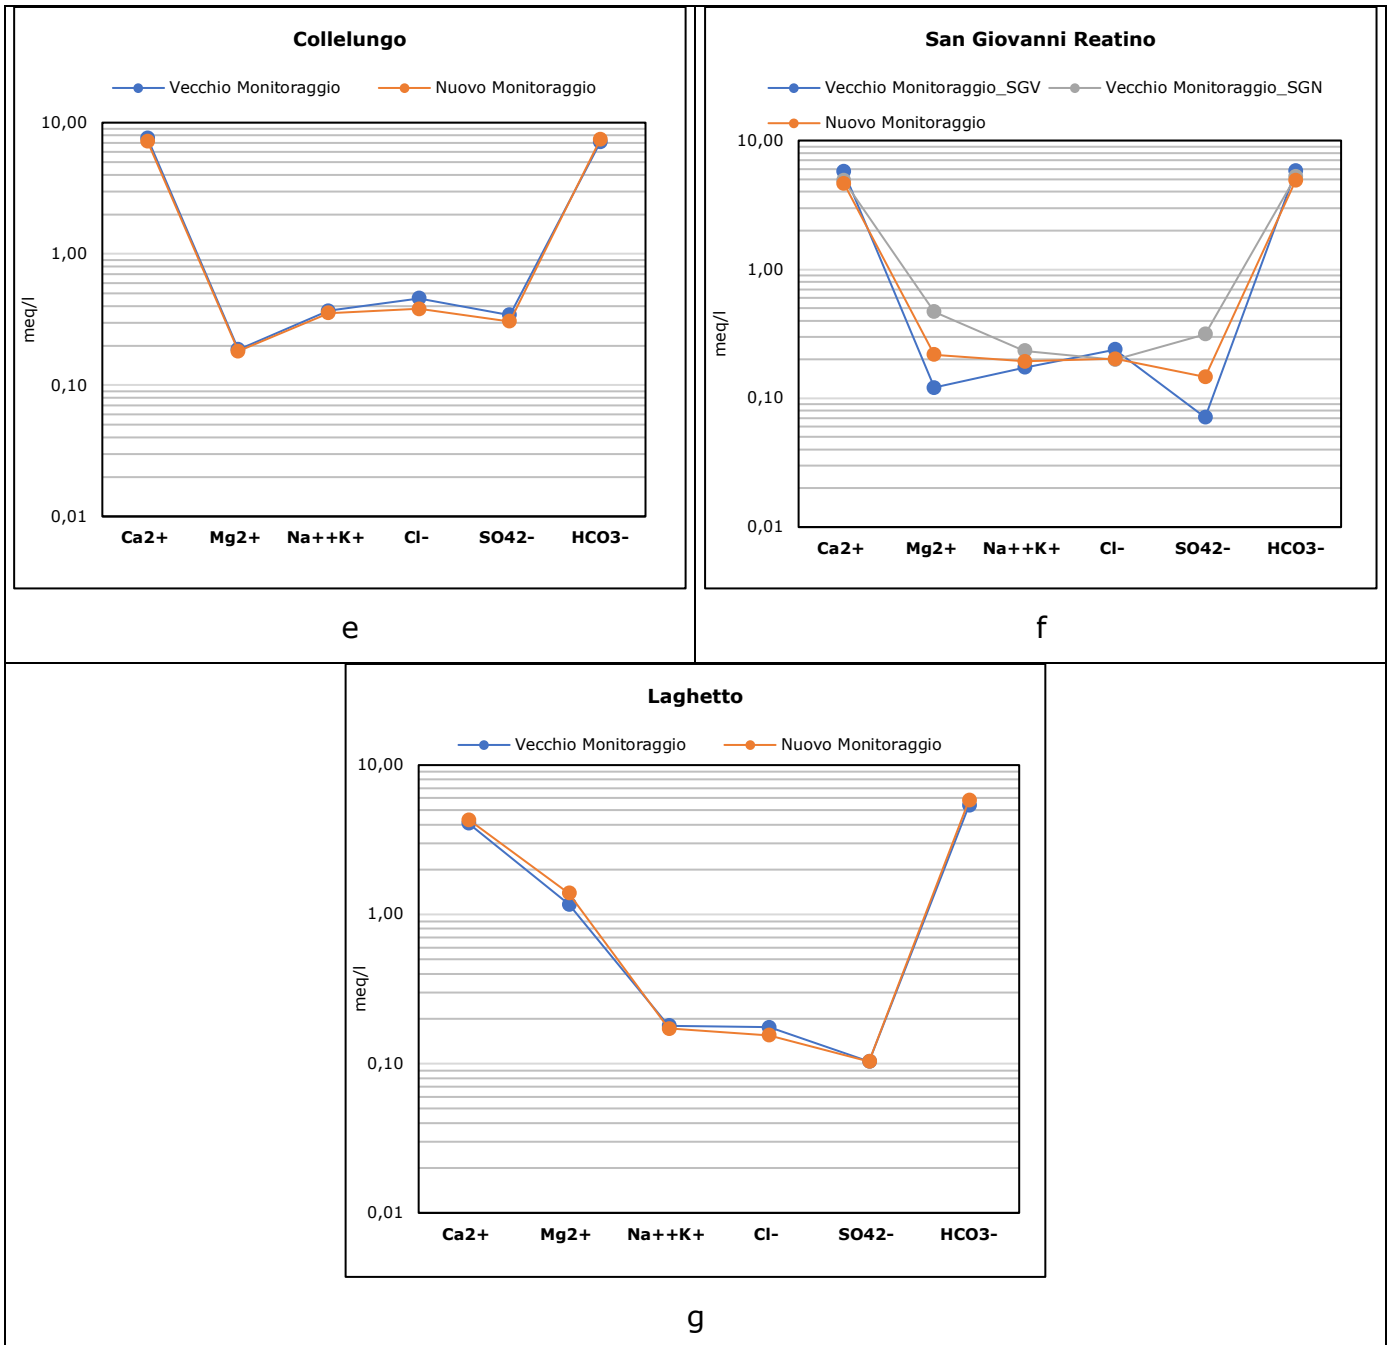 Collelungo
Vecchio Monitoraggio Nuovo Monitoraggio
10,00
1,00
0,10
0,01
meq/l
Ca2+ Mg2+ Na++K+ Cl- SO42- HCO3-
e
San Giovanni Reatino
Vecchio Monitoraggio_SGV Vecchio Monitoraggio_SGN
Nuovo Monitoraggio
10,00
1,00
0,10
0,01
meq/l
Ca2+ Mg2+ Na++K+ Cl- SO42- HCO3-
f
Laghetto
Vecchio Monitoraggio Nuovo Monitoraggio
10,00
1,00
0,10
0,01
meq/l
Ca2+ Mg2+ Na++K+ Cl- SO42- HCO3-
g